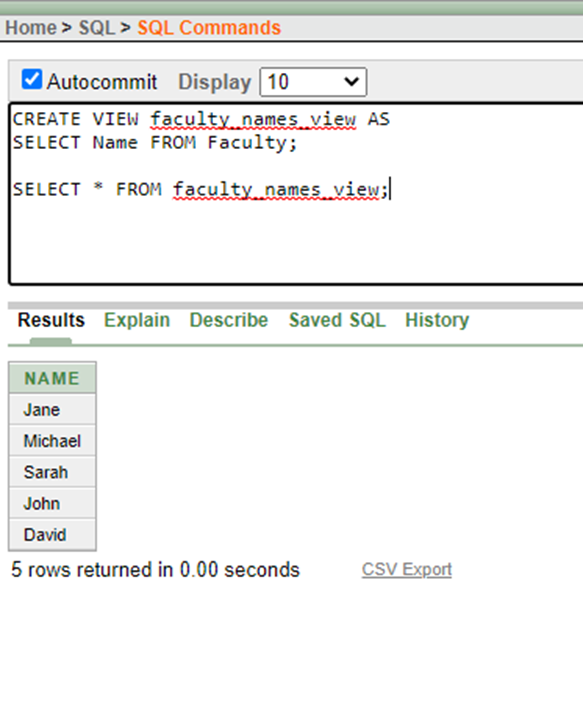 Home > SQL > SQL Commands
Autocommit Display 10
CREATE VIEW faculty_names_view AS
SELECT Name FROM Faculty;
SELECT * FROM faculty_names_view;
Results Explain Describe Saved SQL History
NAME
Jane
Michael
Sarah
John
David
5 rows returned in 0.00 seconds CSV Export